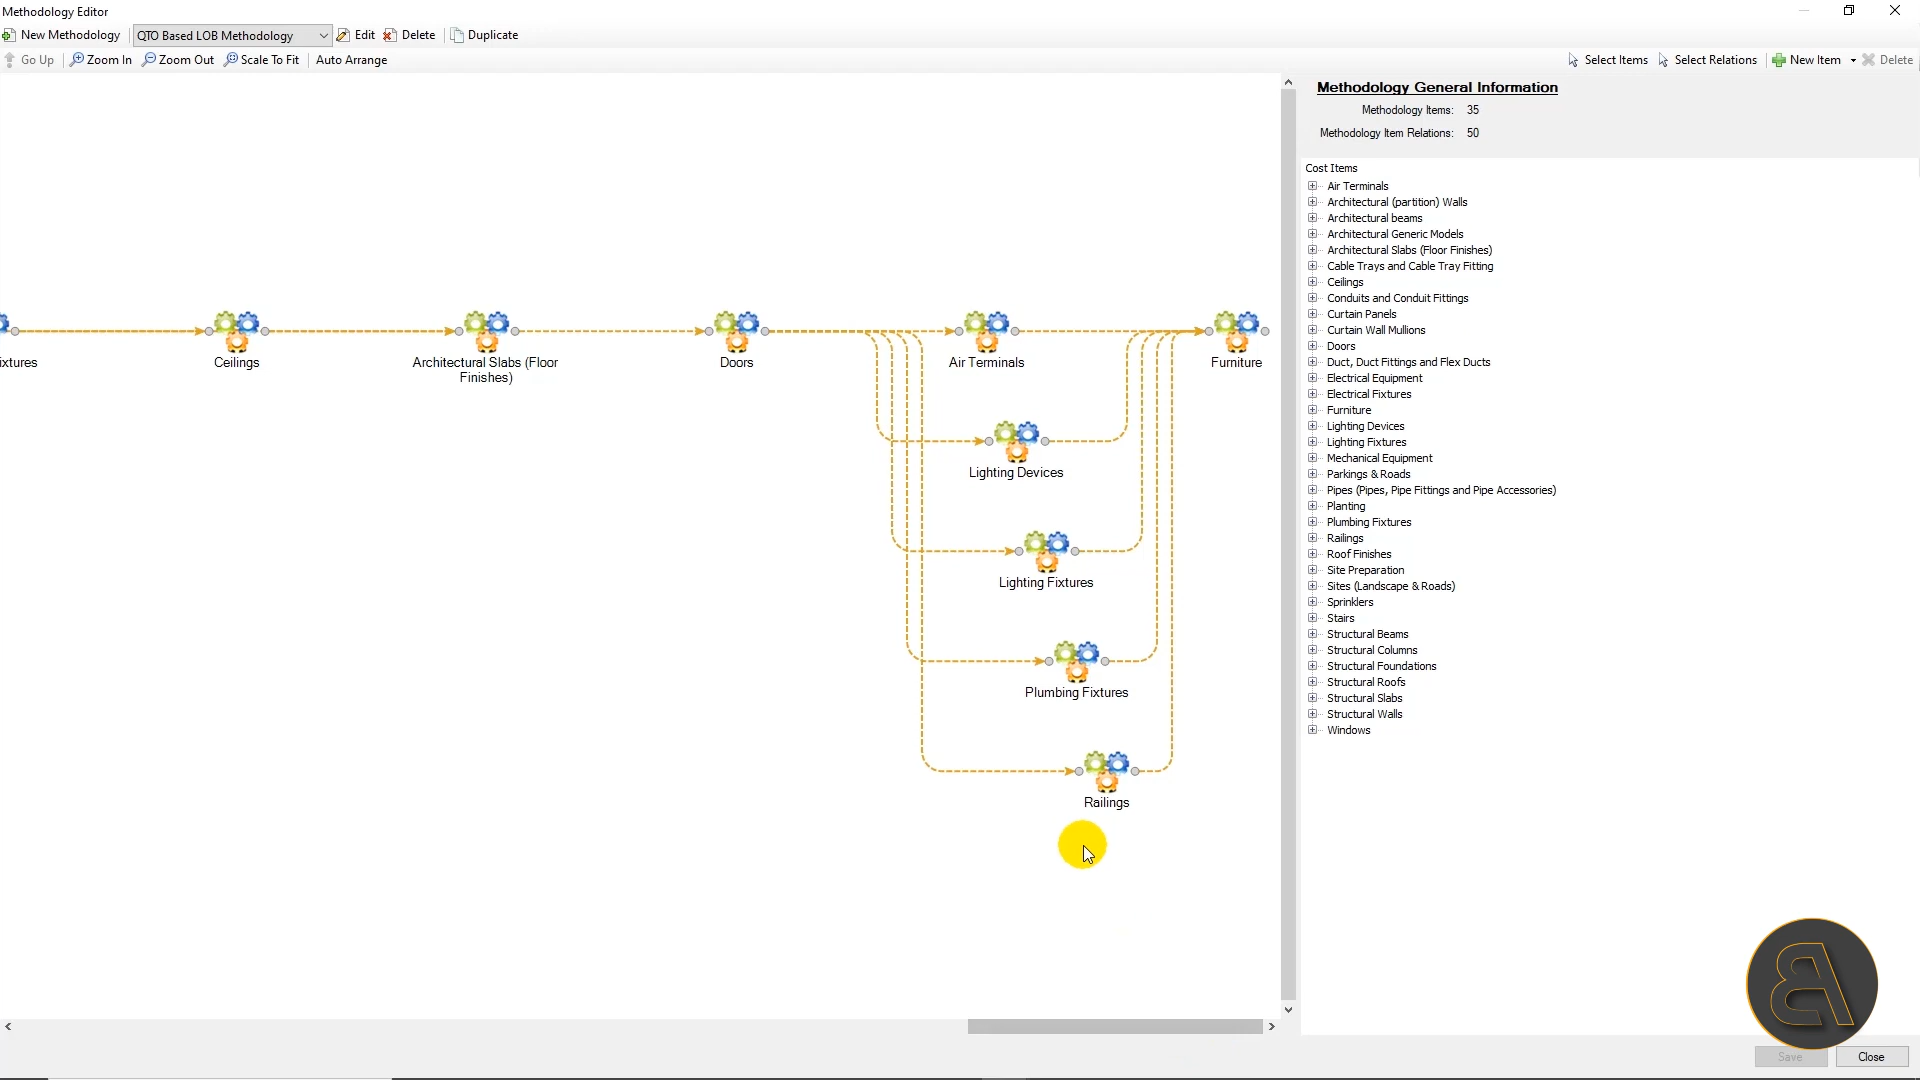 Methodology Editor
New Methodology QTO Based LOB Methodology Edit Delete Duplicate
Go Up Zoom In Zoom Out Scale To Fit Auto Arrange Select Items Select Relations New Item Delete
Methodology General Information
Methodology Items: 35
Methodology Item Relations: 50
ixtures
Ceilings
Architectural Slabs (Floor
Finishes)
Doors
Air Terminals
Furniture
Lighting Devices
Lighting Fixtures
Plumbing Fixtures
Railings
Cost Items
Air Terminals
Architectural (partition) Walls
Architectural beams
Architectural Generic Models
Architectural Slabs (Floor Finishes)
Cable Trays and Cable Tray Fitting
Ceilings
Conduits and Conduit Fittings
Curtain Panels
Curtain Wall Mullions
Doors
Duct, Duct Fittings and Flex Ducts
Electrical Equipment
Electrical Fixtures
Furniture
Lighting Devices
Lighting Fixtures
Mechanical Equipment
Parkings & Roads
Pipes (Pipes, Pipe Fittings and Pipe Accessories)
Planting
Plumbing Fixtures
Railings
Roof Finishes
Site Preparation
Sites (Landscape & Roads)
Sprinklers
Stairs
Structural Beams
Structural Columns
Structural Foundations
Structural Roofs
Structural Slabs
Structural Walls
Windows
Save Close